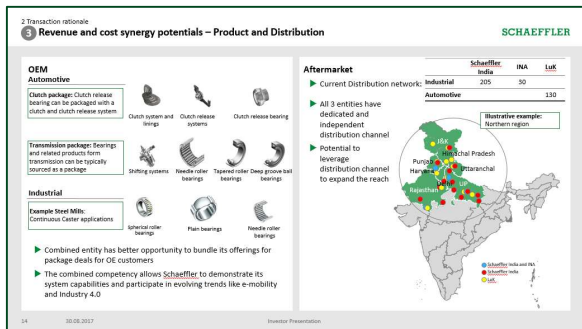 2 Transaction rationale
3 Revenue and cost synergy potentials – Product and Distribution
SCHAEFFLER
OEM
Automotive
Clutch package: Clutch release
bearing can be packaged with a
clutch and clutch release system
Clutch system and
linings
Clutch release
systems
Clutch release bearing
Transmission package: Bearings
and related products form
transmission can be typically
sourced as a package
Shifting systems
Needle roller
bearings
Tapered roller
bearings
Deep groove ball
bearings
Industrial
Example Steel Mills:
Continuous Caster applications
Spherical roller
bearings
Plain bearings
Needle roller
bearings
Combined entity has better opportunity to bundle its offerings for
package deals for OE customers
The combined competency allows Schaeffler to demonstrate its
system capabilities and participate in evolving trends like e-mobility
and Industry 4.0
Aftermarket
Current Distribution network:
All 3 entities have
dedicated and
independent
distribution channel
Potential to
leverage
distribution channel
to expand the reach
Schaeffler
India
INA
LuK
Industrial 205 30
Automotive 130
Illustrative example:
Northern region
J&K
Himachal Pradesh
Punjab
Uttaranchal
Haryana
Delhi
UP
Rajasthan
Schaeffler India and INA
Schaeffler India
LuK
14 30.08.2017 Investor Presentation